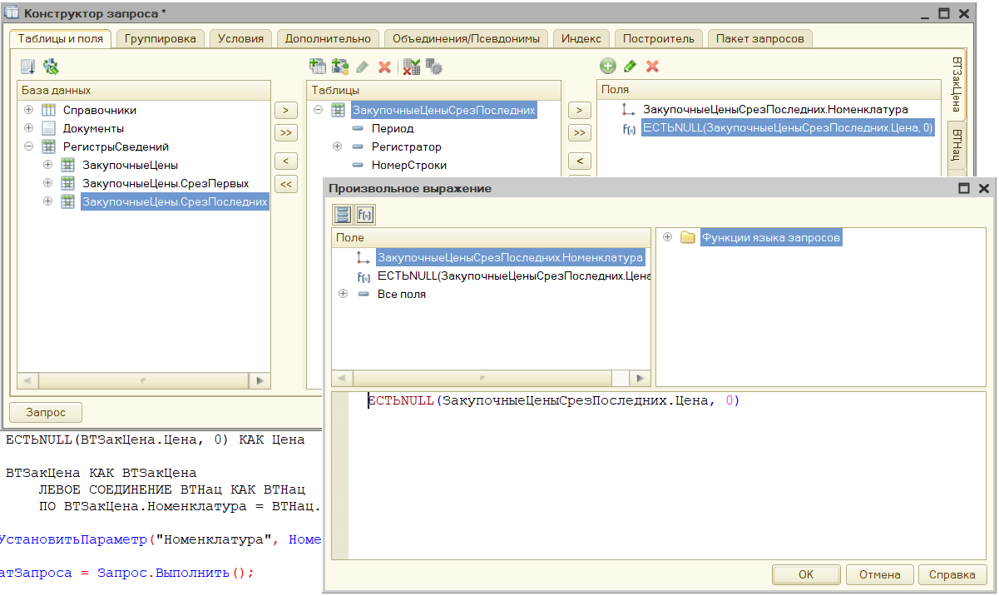 Конструктор запроса *
Таблицы и поля
Группировка
Условия
Дополнительно
Объединения/Псевдонимы
Индекс
Построитель
Пакет запросов
База данных
Справочники
Документы
РегистрыСведений
ЗакупочныеЦены
ЗакупочныеЦены.СрезПервых
ЗакупочныеЦены.СрезПоследних
>
>>
<
<<
Таблицы
ЗакупочныеЦеныСрезПоследних
Период
Регистратор
НомерСтроки
>
>>
<
Поля
ЗакупочныеЦеныСрезПоследних.Номенклатура
ЕСТЬNULL(ЗакупочныеЦеныСрезПоследних.Цена, 0)
ВТЗакЦена
ВТНац
Запрос
Произвольное выражение
Поле
ЗакупочныеЦеныСрезПоследних.Номенклатура
ЕСТЬNULL(ЗакупочныеЦеныСрезПоследних.Цена
Все поля
Функции языка запросов
ЕСТЬNULL(ЗакупочныеЦеныСрезПоследних.Цена, 0)
ОК
Отмена
Справка
ЕСТЬNULL(ВТЗакЦена.Цена, 0) КАК Цена
ВТЗакЦена КАК ВТЗакЦена
ЛЕВОЕ СОЕДИНЕНИЕ ВТНац КАК ВТНац
ПО ВТЗакЦена.Номенклатура = ВТНац.
УстановитьПараметр("Номенклатура", Номе
атЗапроса = Запрос.Выполнить();